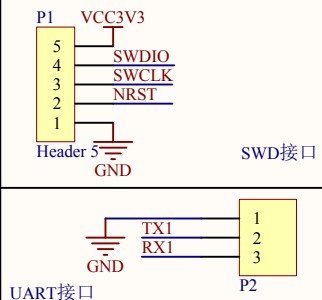 P1 VCC3V3
5
4 SWDIO
3 SWCLK
2 NRST
1
Header 5
GND
SWD接口
1
TX1 2
RX1 3
GND
P2
UART接口